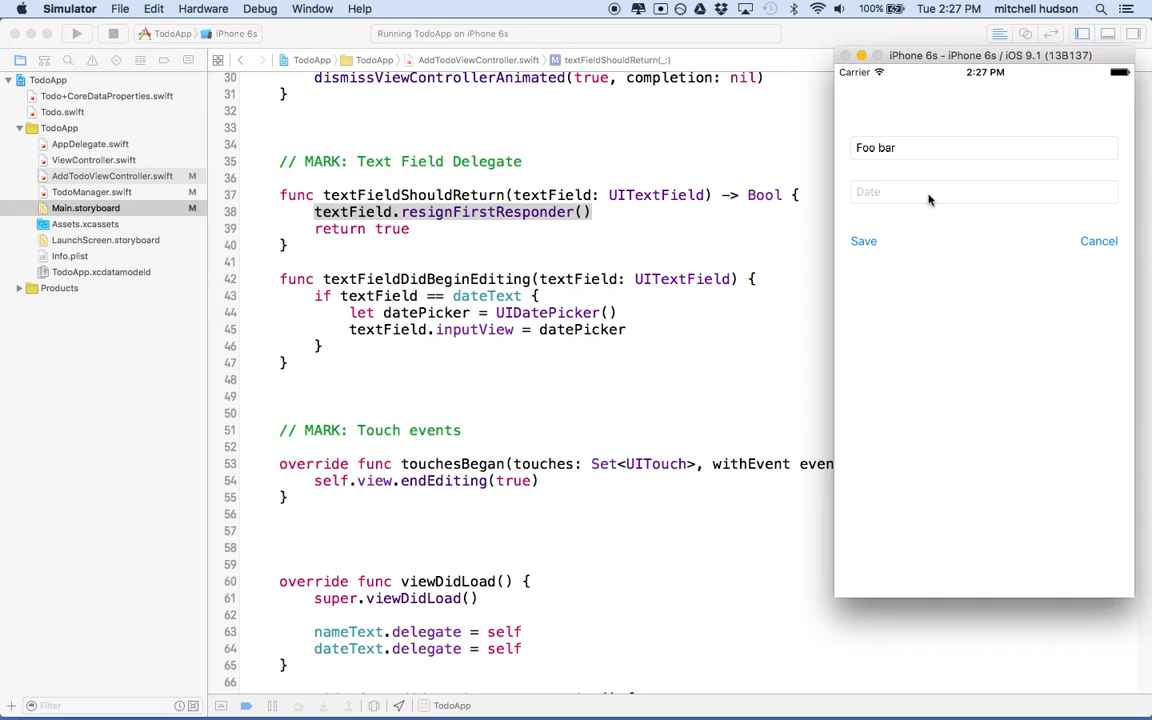 Simulator File Edit Hardware Debug Window Help 100% Tue 2:27 PM mitchell hudson
TodoApp iPhone 6s Running TodoApp on iPhone 6s
TodoApp TodoApp AddTodoViewController.swift textFieldShouldReturn(_:)
TodoApp
Todo+CoreDataProperties.swift
Todo.swift
TodoApp
AppDelegate.swift
ViewController.swift
AddTodoViewController.swift M
TodoManager.swift M
Main.storyboard M
Assets.xcassets
LaunchScreen.storyboard
Info.plist
TodoApp.xcdatamodeld
Products
Filter
30 dismissViewControllerAnimated(true, completion: nil)
31 }
32
33
34
35 // MARK: Text Field Delegate
36
37 func textFieldShouldReturn(textField: UITextField) -> Bool {
38 textField.resignFirstResponder()
39 return true
40 }
41
42 func textFieldDidBeginEditing(textField: UITextField) {
43 if textField == dateText {
44 let datePicker = UIDatePicker()
45 textField.inputView = datePicker
46 }
47 }
48
49
50
51 // MARK: Touch events
52
53 override func touchesBegan(touches: Set<UITouch>, withEvent even
54 self.view.endEditing(true)
55 }
56
57
58
59
60 override func viewDidLoad() {
61 super.viewDidLoad()
62
63 nameText.delegate = self
64 dateText.delegate = self
65 }
66
TodoApp
iPhone 6s - iPhone 6s / iOS 9.1 (13B137)
Carrier 2:27 PM
Foo bar
Date
Save Cancel